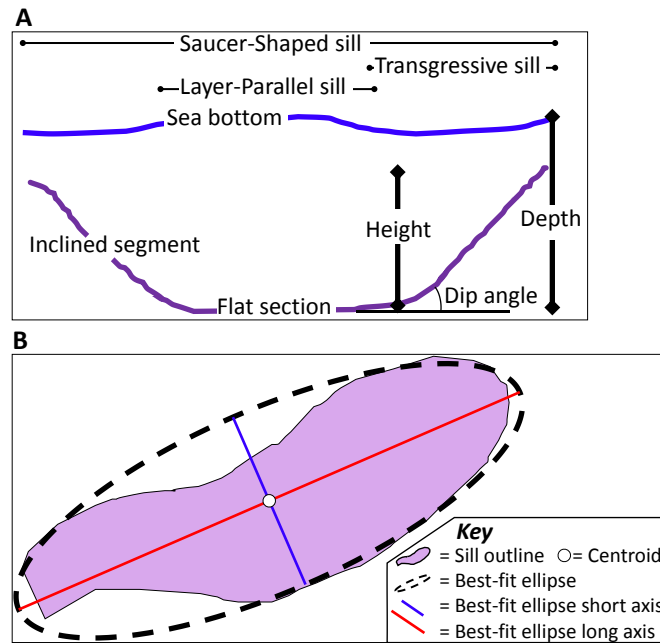 A
Saucer-Shaped sill
Transgressive sill
Layer-Parallel sill
Sea bottom
Inclined segment
Height
Depth
Flat section
Dip angle
B
Key
= Sill outline = Centroid
= Best-fit ellipse
= Best-fit ellipse short axis
= Best-fit ellipse long axis